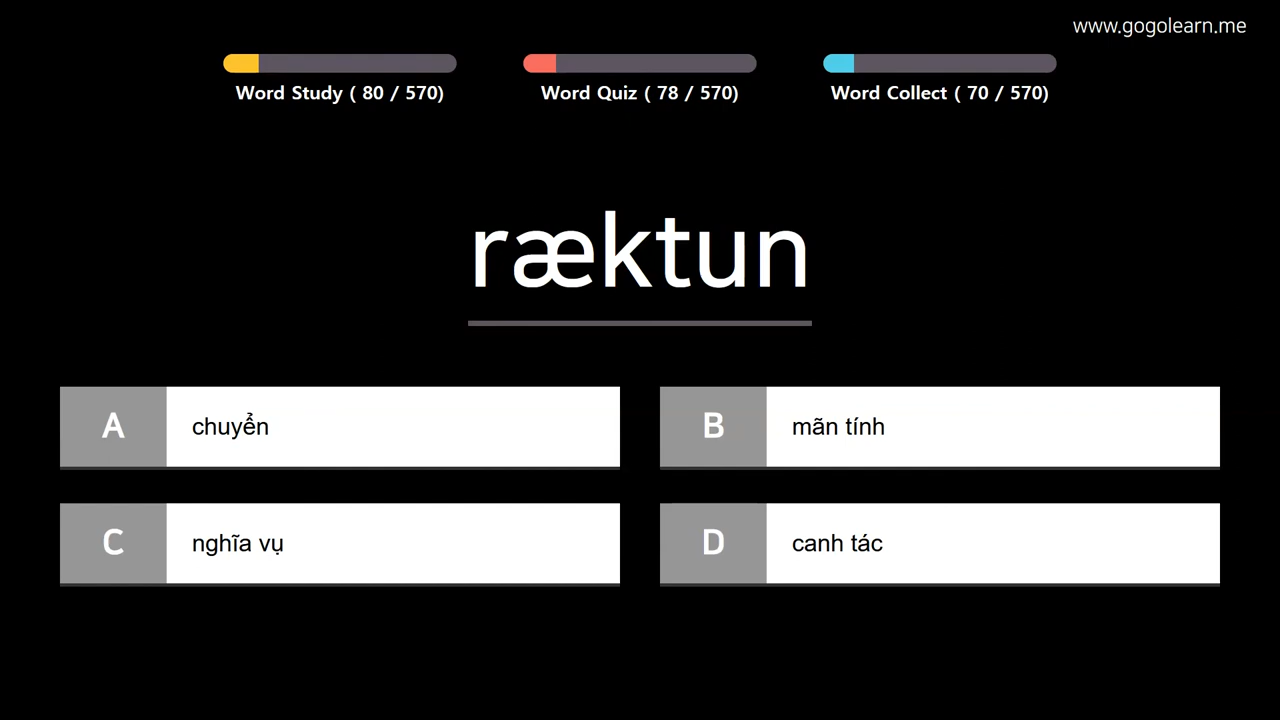 www.gogolearn.me
Word Study ( 80 / 570)
Word Quiz ( 78 / 570)
Word Collect ( 70 / 570)
ræktun
A chuyển
B mãn tính
C nghĩa vụ
D canh tác